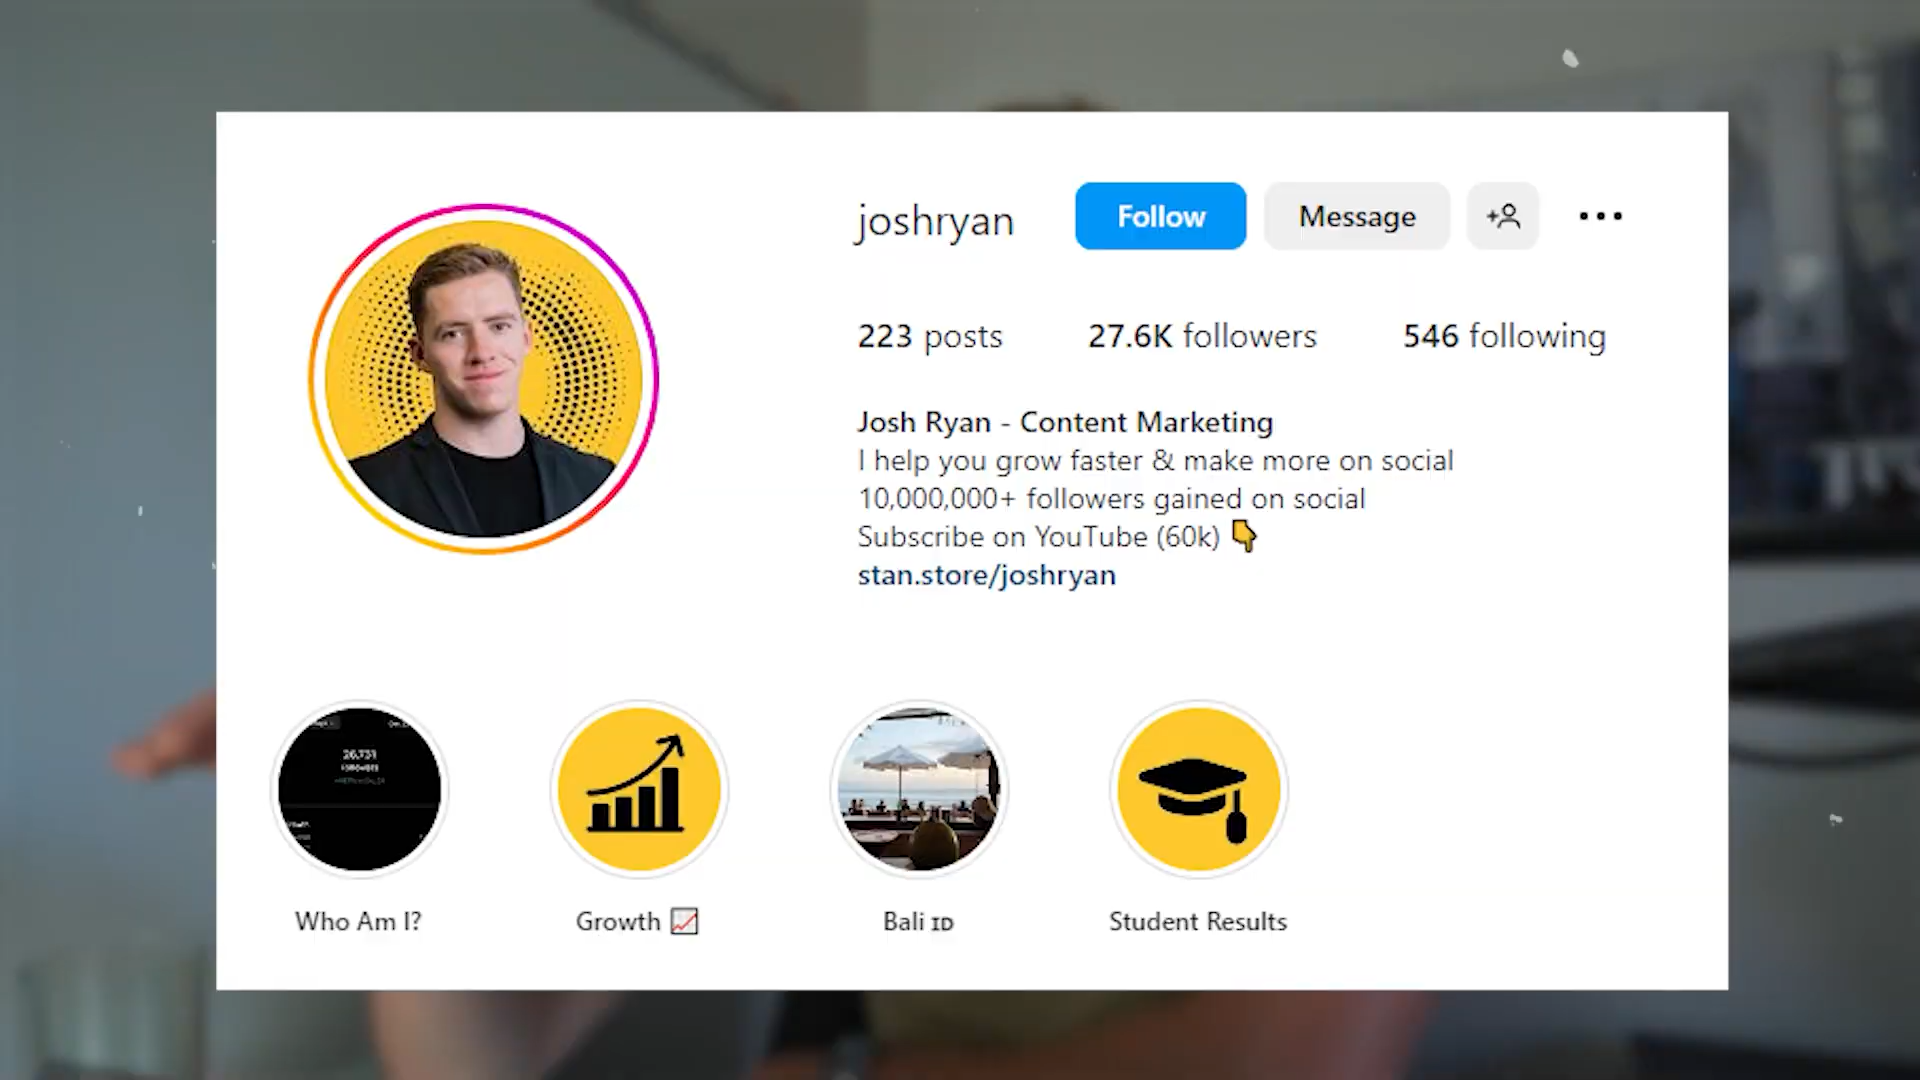 joshryan Follow Message
223 posts 27.6K followers 546 following
Josh Ryan - Content Marketing
I help you grow faster & make more on social
10,000,000+ followers gained on social
Subscribe on YouTube (60k) 👇
stan.store/joshryan
Who Am I? Growth 📈 Bali ID Student Results